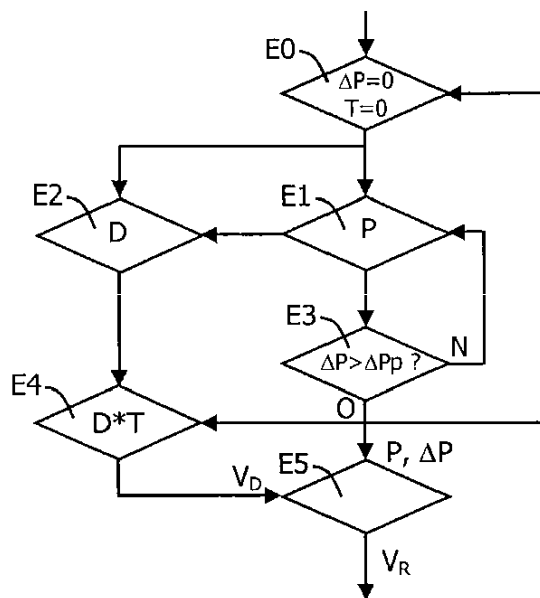 E0
ΔP=0
T=0
E2
D
E1
P
E3
ΔP>ΔPp ?
N
E4
D*T
O
P, ΔP
E5
V_D
V_R